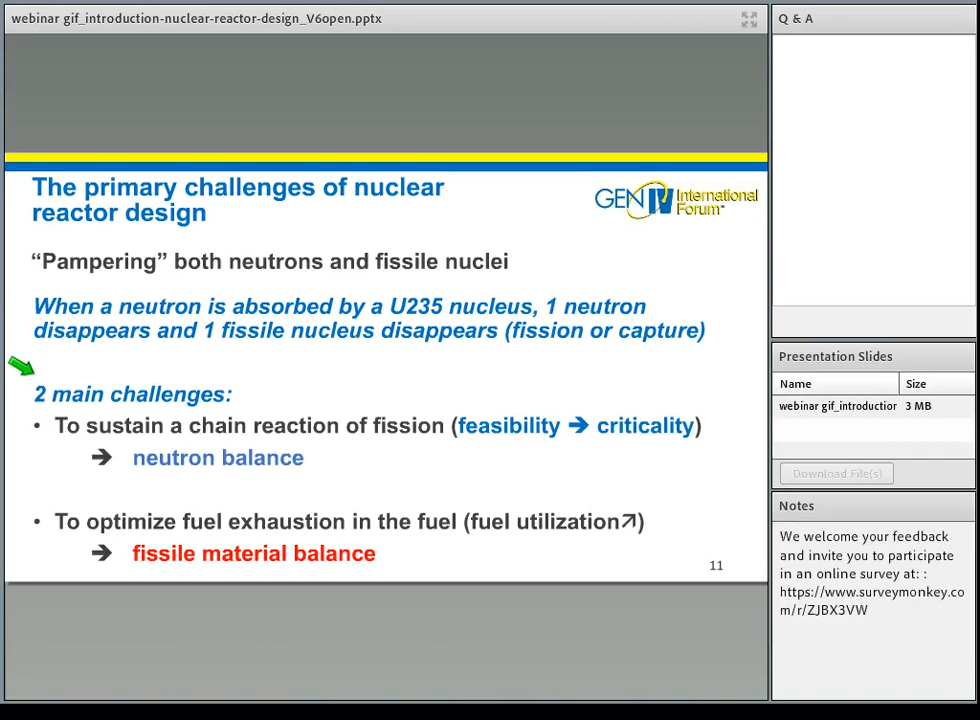 webinar gif_introduction-nuclear-reactor-design_V6open.pptx
The primary challenges of nuclear
reactor design
GEN IV International
Forum™
“Pampering” both neutrons and fissile nuclei
When a neutron is absorbed by a U235 nucleus, 1 neutron
disappears and 1 fissile nucleus disappears (fission or capture)
2 main challenges:
• To sustain a chain reaction of fission (feasibility ➔ criticality)
➔ neutron balance
• To optimize fuel exhaustion in the fuel (fuel utilization↗)
➔ fissile material balance
11
Q & A
Presentation Slides
Name Size
webinar gif_introduction 3 MB
Download File(s)
Notes
We welcome your feedback
and invite you to participate
in an online survey at: :
https://www.surveymonkey.co
m/r/ZJBX3VW